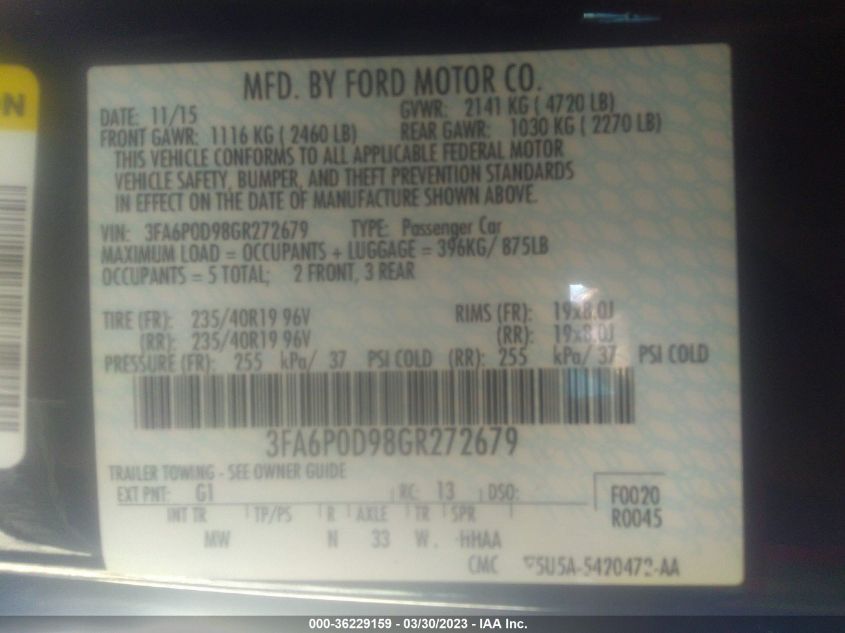 ON
MFD. BY FORD MOTOR CO.
DATE: 11/15 GVWR: 2141 KG ( 4720 LB)
FRONT GAWR: 1116 KG ( 2460 LB) REAR GAWR: 1030 KG ( 2270 LB)
THIS VEHICLE CONFORMS TO ALL APPLICABLE FEDERAL MOTOR
VEHICLE SAFETY, BUMPER, AND THEFT PREVENTION STANDARDS
IN EFFECT ON THE DATE OF MANUFACTURE SHOWN ABOVE.
VIN: 3FA6P0D98GR272679 TYPE: Passenger Car
MAXIMUM LOAD = OCCUPANTS + LUGGAGE = 396KG/ 875LB
OCCUPANTS = 5 TOTAL; 2 FRONT, 3 REAR
TIRE (FR): 235/40R19 96V RIMS (FR): 19x8.0J
(RR): 235/40R19 96V (RR): 19x8.0J
PRESSURE (FR): 255 kPa/ 37 PSI COLD (RR): 255 kPa/ 37 PSI COLD
3FA6P0D98GR272679
TRAILER TOWING - SEE OWNER GUIDE
EXT PNT: G1 RC: 13 DSO: F0020
INT TR TP/PS R AXLE TR SPR R0045
MW N 33 W. HHAA
CMC 5U5A-5420472-AA
000-36229159 — 03/30/2023 — IAA Inc.